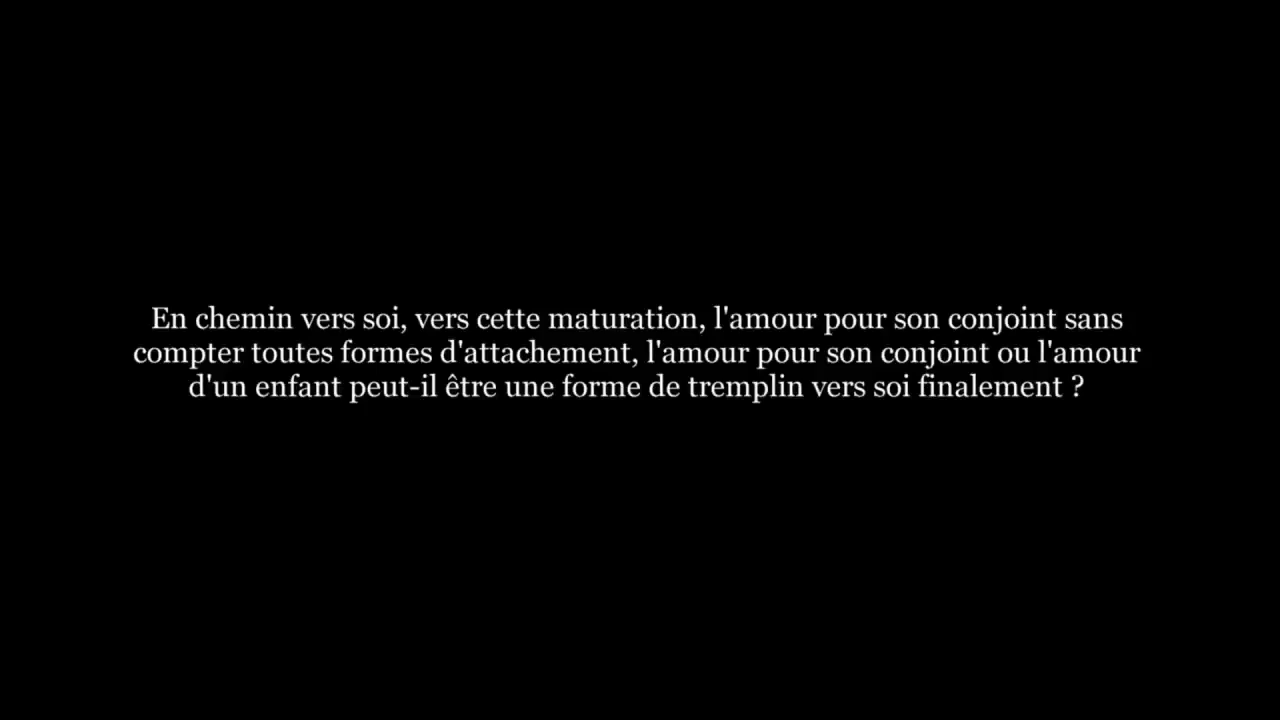 En chemin vers soi, vers cette maturation, l'amour pour son conjoint sans
compter toutes formes d'attachement, l'amour pour son conjoint ou l'amour
d'un enfant peut-il être une forme de tremplin vers soi finalement ?